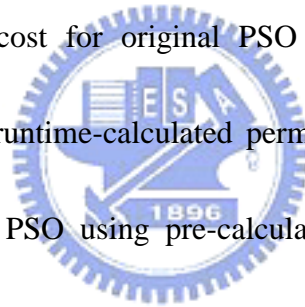 cost for original PSO
runtime-calculated perm
PSO using pre-calcula
E S A
1896